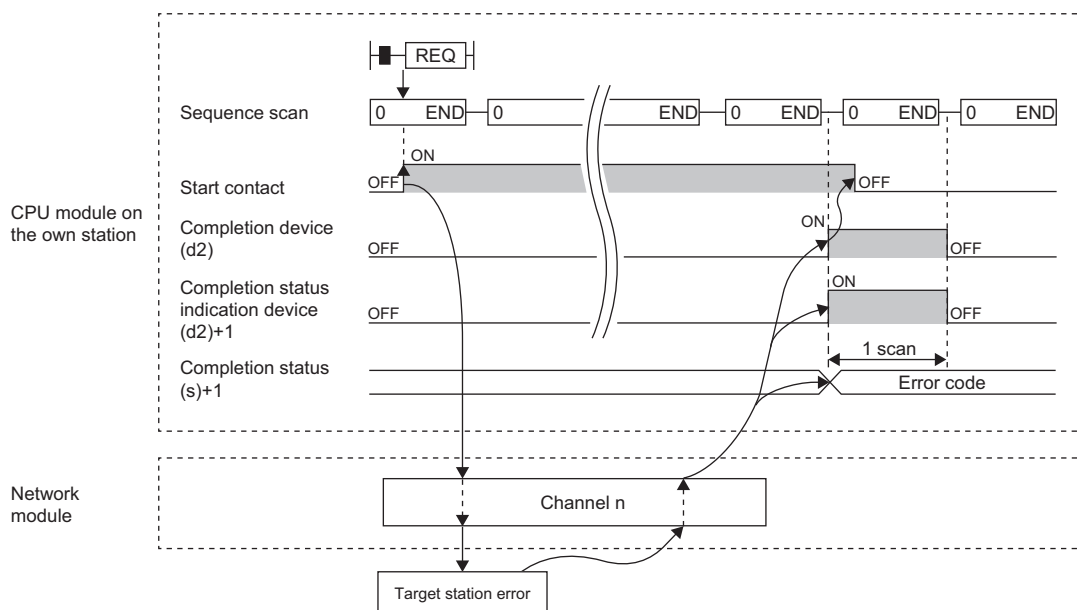 REQ
Sequence scan
0 END 0 END 0 END 0 END 0 END
ON
Start contact
OFF
OFF
CPU module on
the own station
Completion device
(d2)
ON
OFF
OFF
Completion status
indication device
(d2)+1
ON
OFF
OFF
1 scan
Completion status
(s)+1
Error code
Network
module
Channel n
Target station error